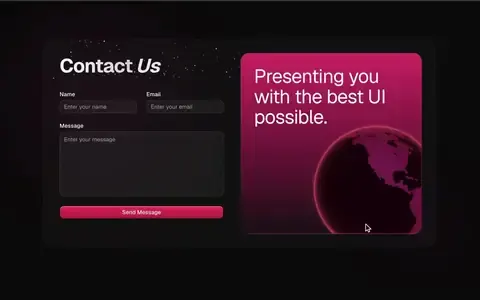 Contact Us
Name
Email
Enter your name
Enter your email
Message
Enter your message
Send Message
Presenting you
with the best UI
possible.